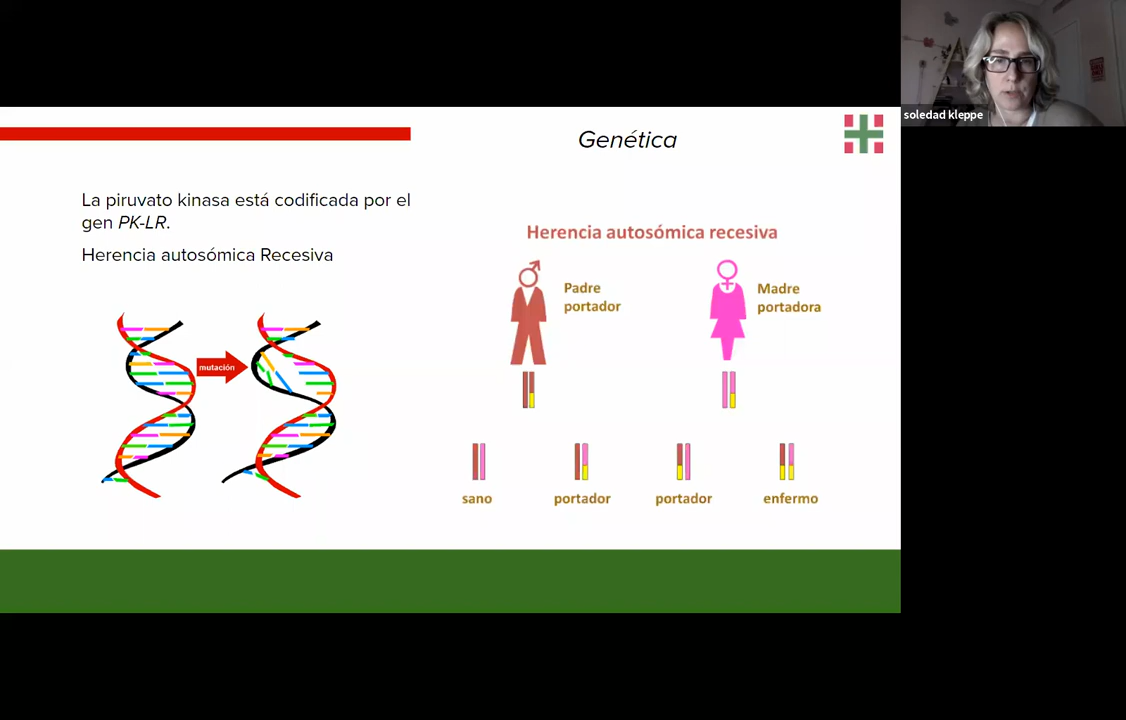 soledad kleppe
Genética
La piruvato kinasa está codificada por el
gen PK-LR.
Herencia autosómica Recesiva
mutación
Herencia autosómica recesiva
Padre
portador
Madre
portadora
sano
portador
portador
enfermo